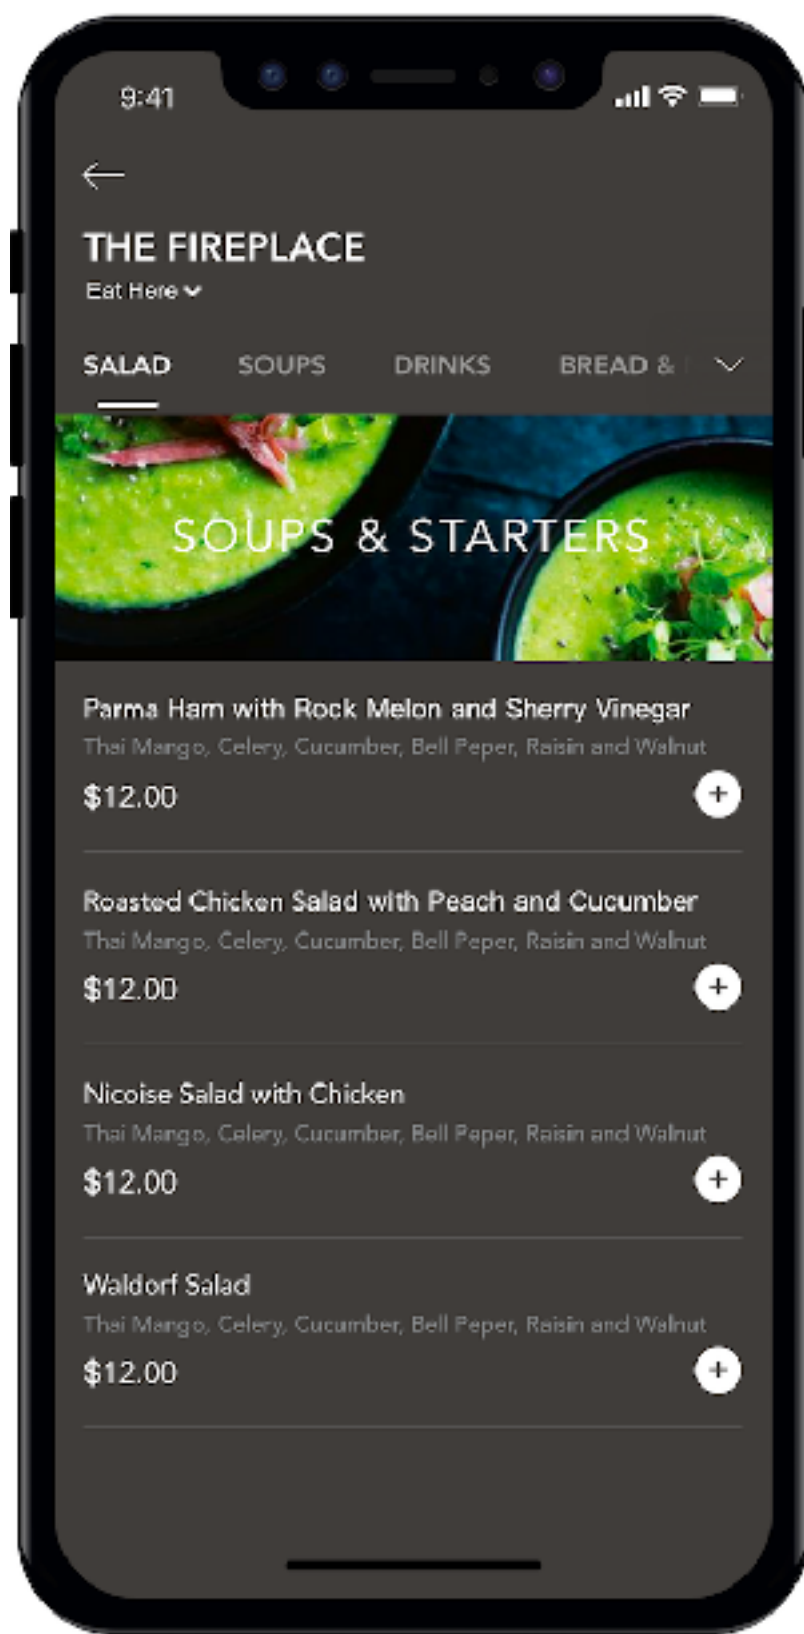 9:41
THE FIREPLACE
Eat Here
SALAD SOUPS DRINKS BREAD &
SOUPS & STARTERS
Parma Ham with Rock Melon and Sherry Vinegar
Thai Mango, Celery, Cucumber, Bell Peper, Raisin and Walnut
$12.00
Roasted Chicken Salad with Peach and Cucumber
Thai Mango, Celery, Cucumber, Bell Peper, Raisin and Walnut
$12.00
Nicoise Salad with Chicken
Thai Mango, Celery, Cucumber, Bell Peper, Raisin and Walnut
$12.00
Waldorf Salad
Thai Mango, Celery, Cucumber, Bell Peper, Raisin and Walnut
$12.00